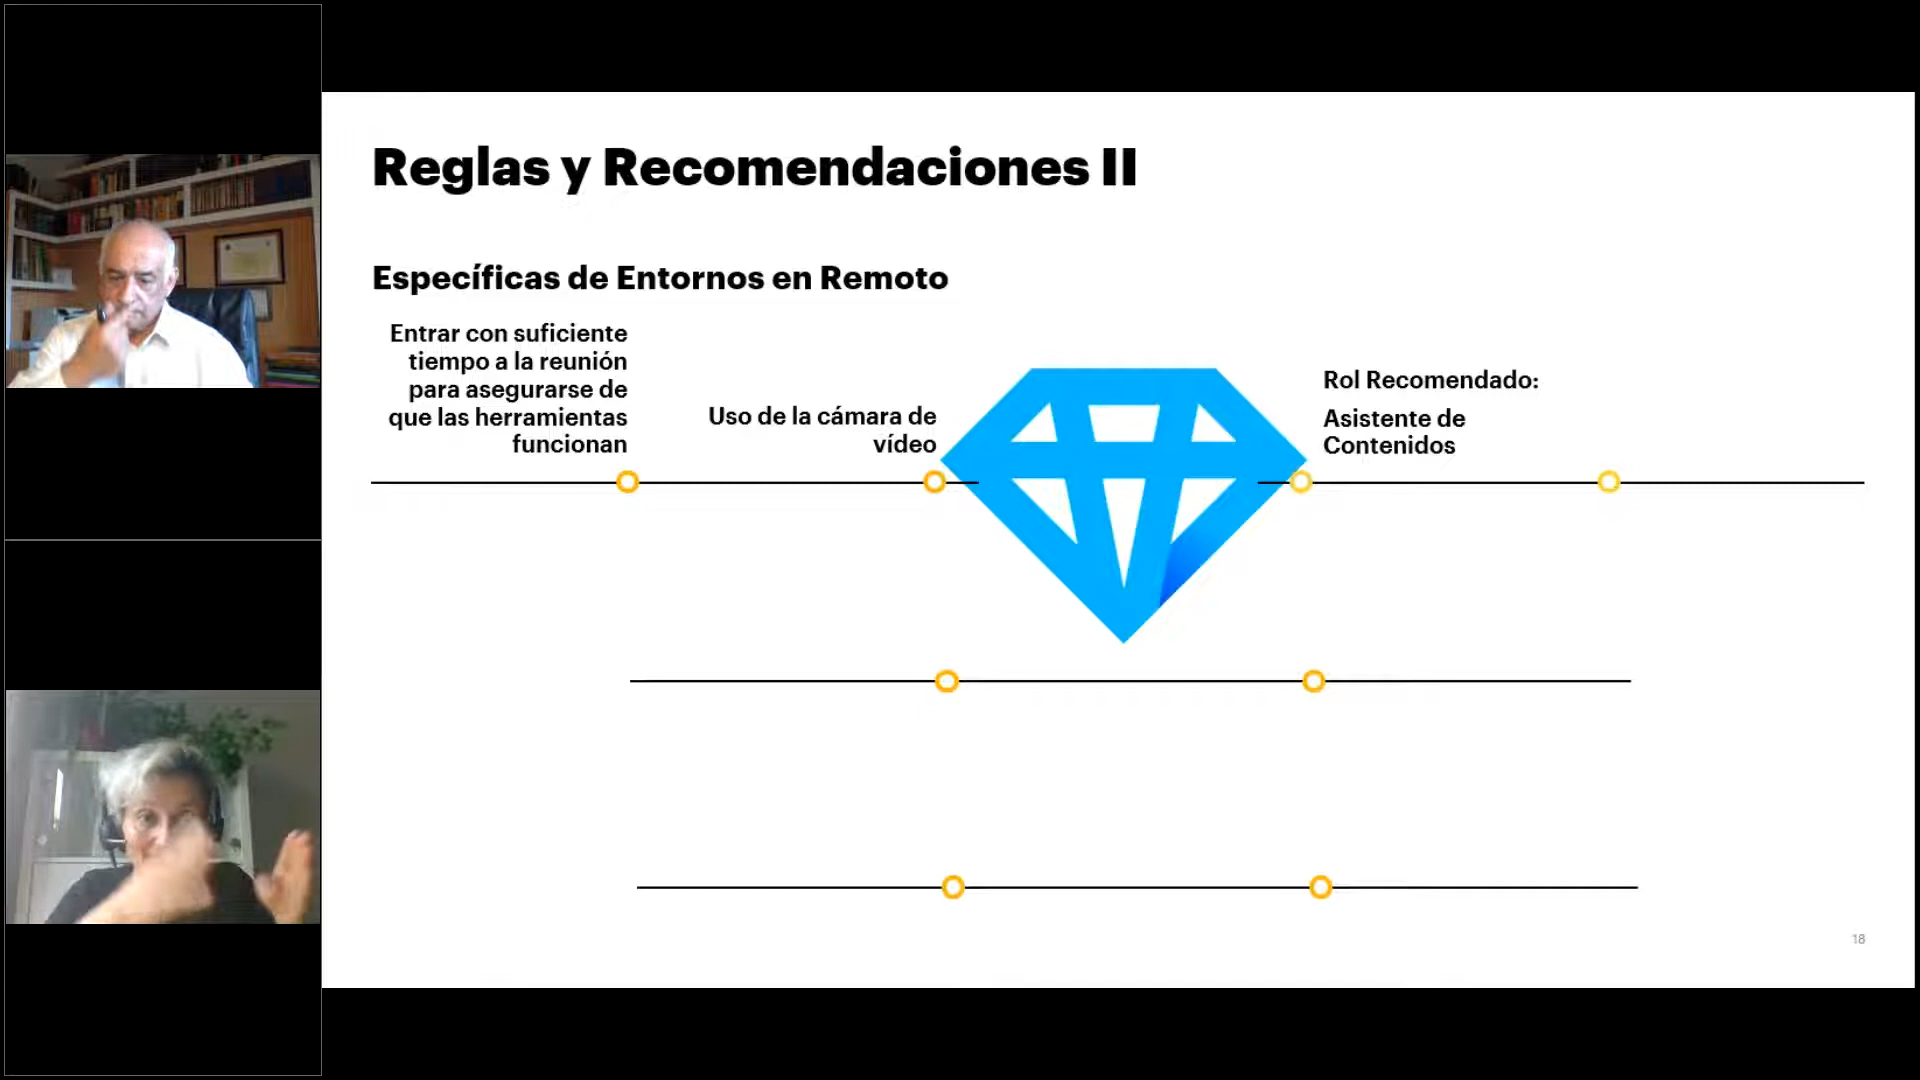 Reglas y Recomendaciones II
Específicas de Entornos en Remoto
Entrar con suficiente
tiempo a la reunión
para asegurarse de
que las herramientas
funcionan
Uso de la cámara de
vídeo
Rol Recomendado:
Asistente de
Contenidos
18